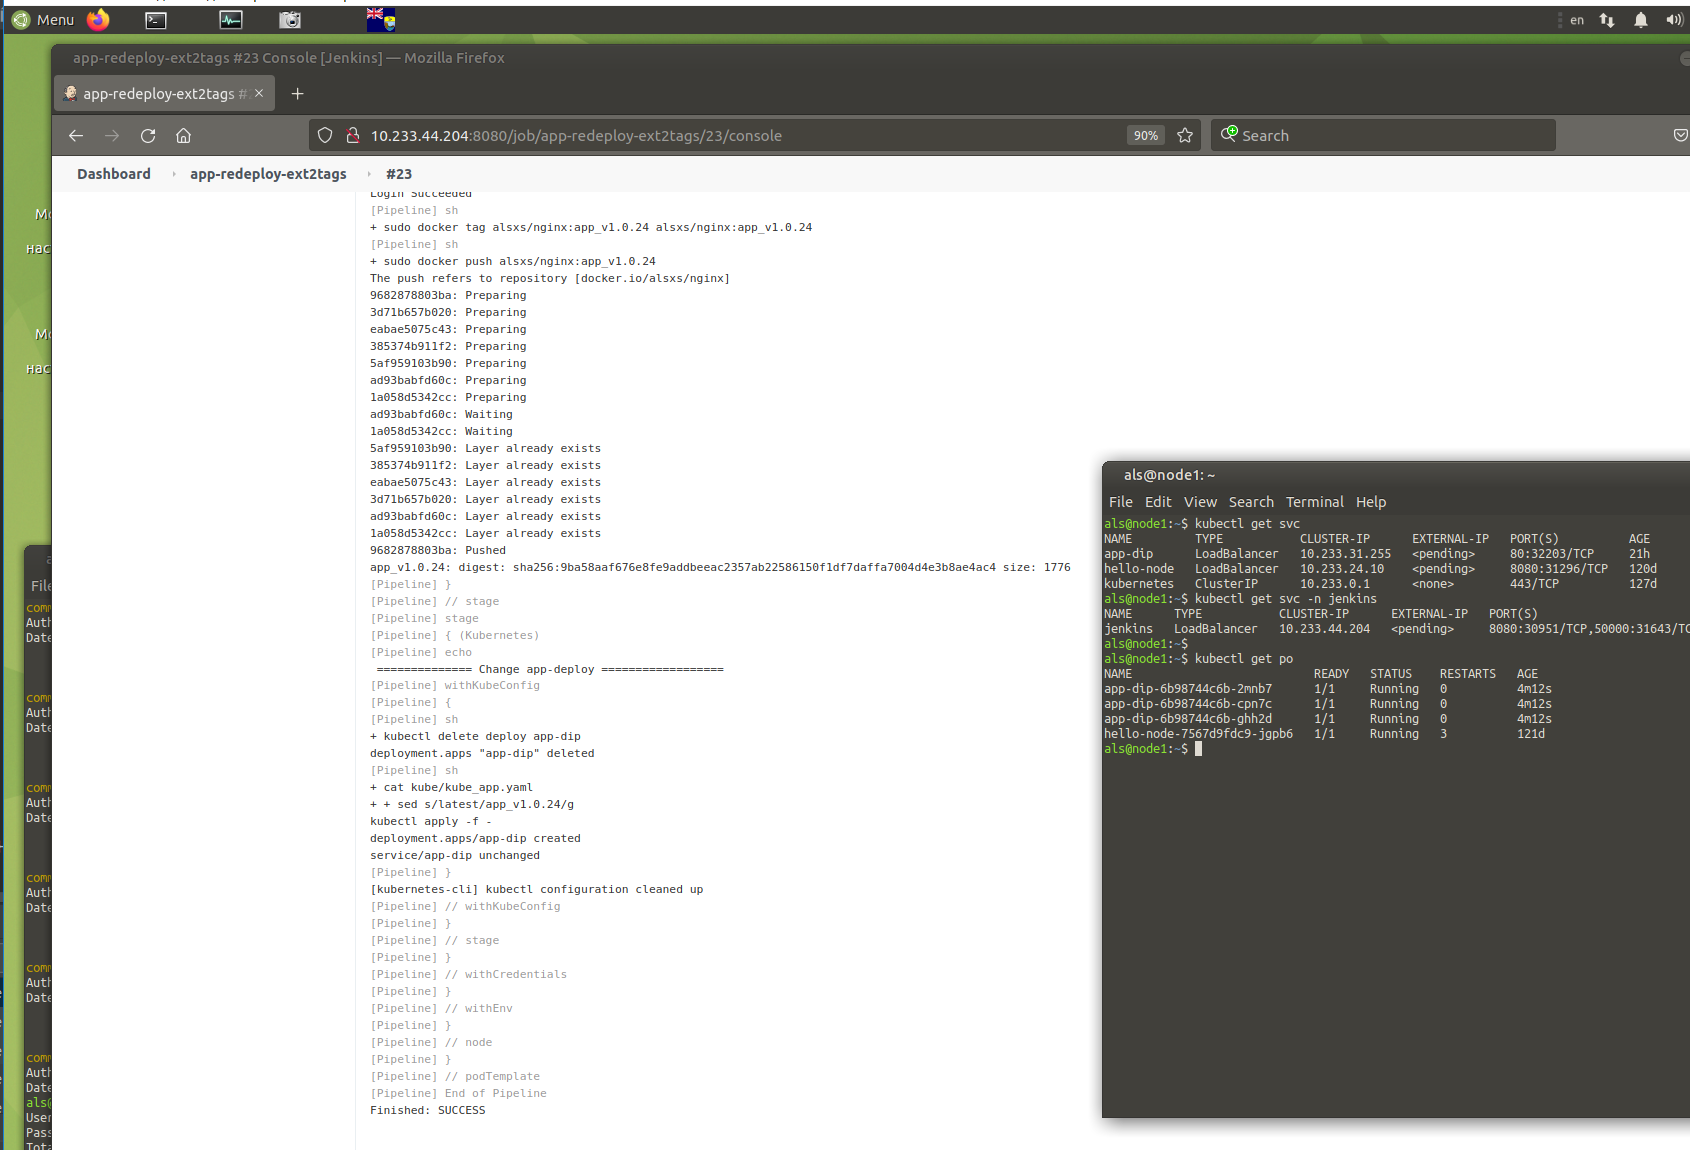 Menu
en
app-redeploy-ext2tags #23 Console [Jenkins] — Mozilla Firefox
app-redeploy-ext2tags #
10.233.44.204:8080/job/app-redeploy-ext2tags/23/console
90%
Search
Dashboard
app-redeploy-ext2tags
#23
Login Succeeded
[Pipeline] sh
+ sudo docker tag alsxs/nginx:app_v1.0.24 alsxs/nginx:app_v1.0.24
[Pipeline] sh
+ sudo docker push alsxs/nginx:app_v1.0.24
The push refers to repository [docker.io/alsxs/nginx]
9682878803ba: Preparing
3d71b657b020: Preparing
eabae5075c43: Preparing
385374b911f2: Preparing
5af959103b90: Preparing
ad93babfd60c: Preparing
1a058d5342cc: Preparing
ad93babfd60c: Waiting
1a058d5342cc: Waiting
5af959103b90: Layer already exists
385374b911f2: Layer already exists
eabae5075c43: Layer already exists
3d71b657b020: Layer already exists
ad93babfd60c: Layer already exists
1a058d5342cc: Layer already exists
9682878803ba: Pushed
app_v1.0.24: digest: sha256:9ba58aaf676e8fe9addbeeac2357ab22586150f1df7daffa7004d4e3b8ae4ac4 size: 1776
[Pipeline] }
[Pipeline] // stage
[Pipeline] stage
[Pipeline] { (Kubernetes)
[Pipeline] echo
============== Change app-deploy ==================
[Pipeline] withKubeConfig
[Pipeline] {
[Pipeline] sh
+ kubectl delete deploy app-dip
deployment.apps "app-dip" deleted
[Pipeline] sh
+ cat kube/kube_app.yaml
+ + sed s/latest/app_v1.0.24/g
kubectl apply -f -
deployment.apps/app-dip created
service/app-dip unchanged
[Pipeline] }
[kubernetes-cli] kubectl configuration cleaned up
[Pipeline] // withKubeConfig
[Pipeline] }
[Pipeline] // stage
[Pipeline] }
[Pipeline] // withCredentials
[Pipeline] }
[Pipeline] // withEnv
[Pipeline] }
[Pipeline] // node
[Pipeline] }
[Pipeline] // podTemplate
[Pipeline] End of Pipeline
Finished: SUCCESS
als@node1: ~
File Edit View Search Terminal Help
als@node1:~$ kubectl get svc
NAME TYPE CLUSTER-IP EXTERNAL-IP PORT(S) AGE
app-dip LoadBalancer 10.233.31.255 <pending> 80:32203/TCP 21h
hello-node LoadBalancer 10.233.24.10 <pending> 8080:31296/TCP 120d
kubernetes ClusterIP 10.233.0.1 <none> 443/TCP 127d
als@node1:~$ kubectl get svc -n jenkins
NAME TYPE CLUSTER-IP EXTERNAL-IP PORT(S)
jenkins LoadBalancer 10.233.44.204 <pending> 8080:30951/TCP,50000:31643/TC
als@node1:~$
als@node1:~$ kubectl get po
NAME READY STATUS RESTARTS AGE
app-dip-6b98744c6b-2mnb7 1/1 Running 0 4m12s
app-dip-6b98744c6b-cpn7c 1/1 Running 0 4m12s
app-dip-6b98744c6b-ghh2d 1/1 Running 0 4m12s
hello-node-7567d9fdc9-jgpb6 1/1 Running 3 121d
als@node1:~$